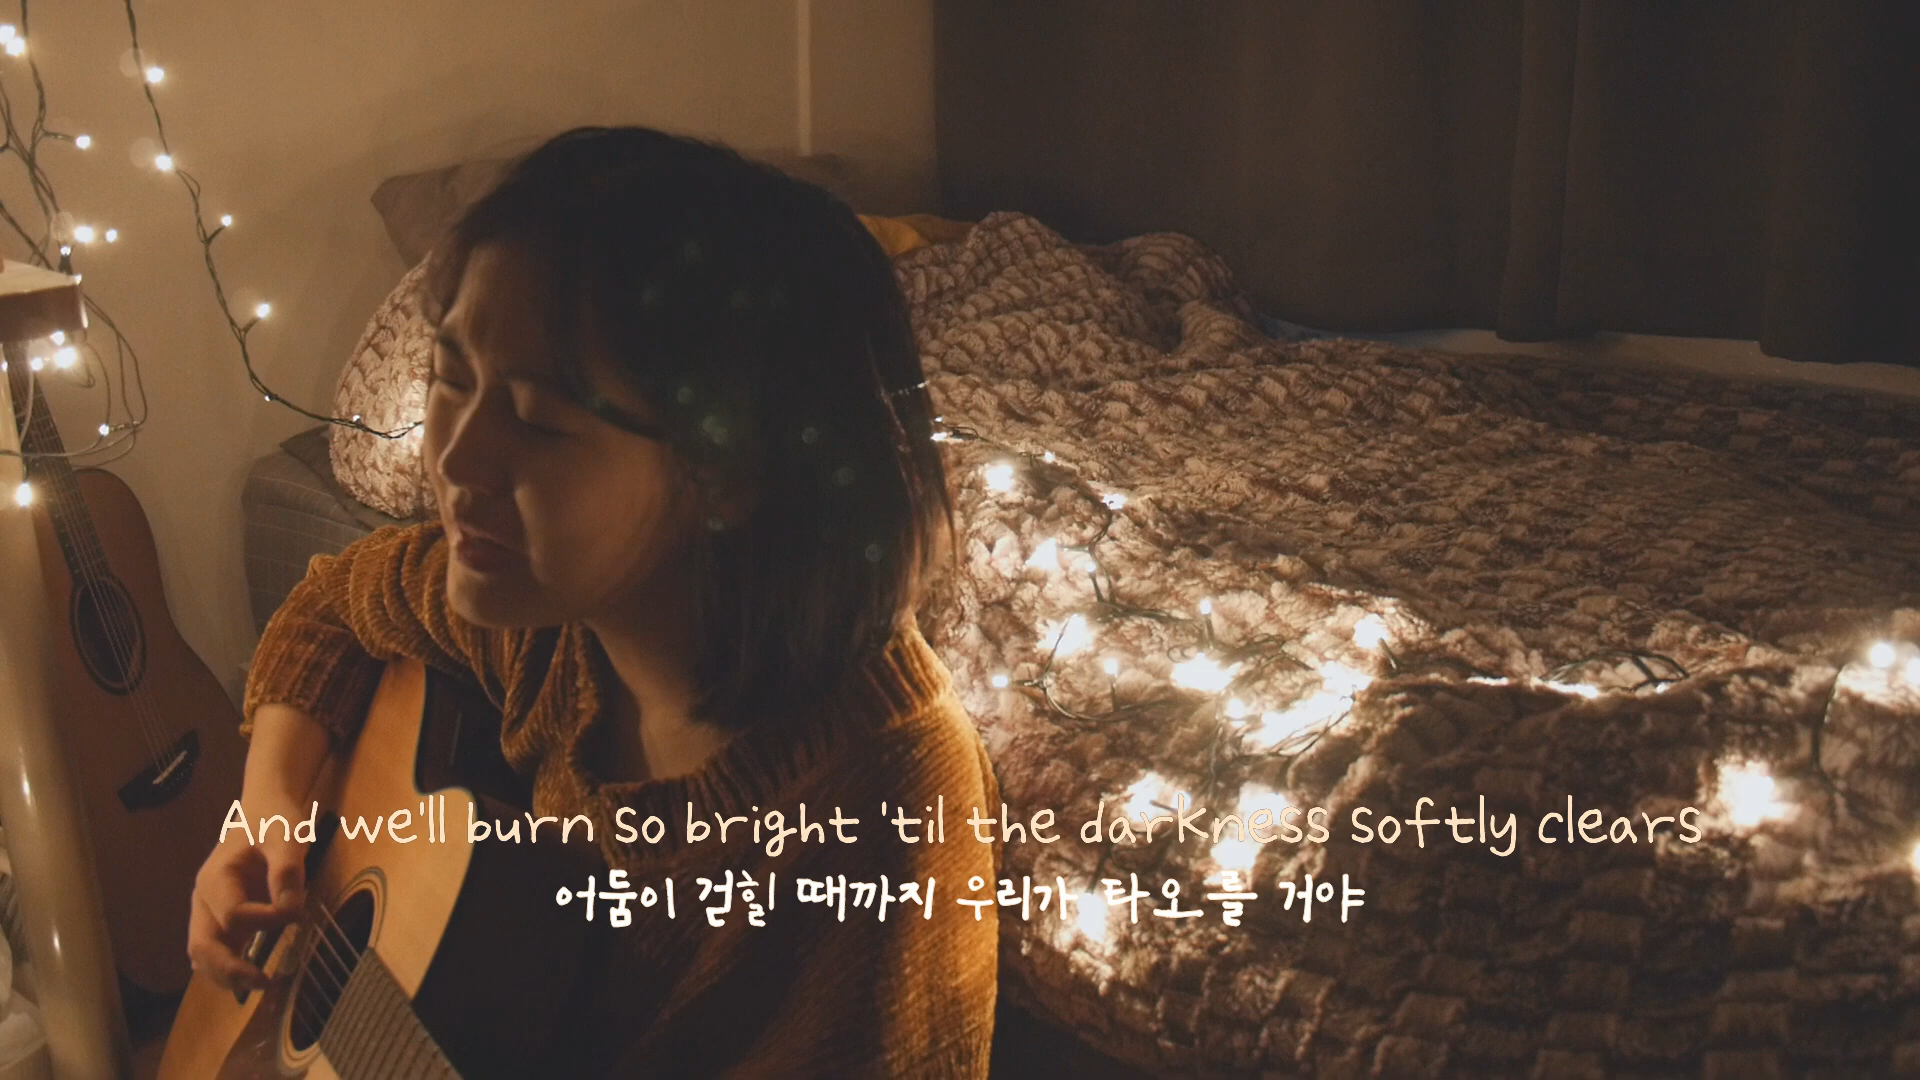 And we'll burn so bright 'til the darkness softly clears
어둠이 걷힐 때까지 우리가 타오를 거야